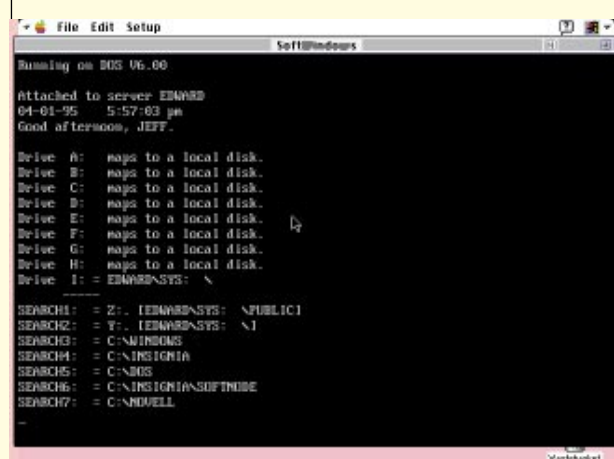 File Edit Setup
SoftWindows
Running on DOS V6.00
Attached to server EDWARD
04-01-95 5:57:03 pm
Good afternoon, JEFF.
Drive A: maps to a local disk.
Drive B: maps to a local disk.
Drive C: maps to a local disk.
Drive D: maps to a local disk.
Drive E: maps to a local disk.
Drive F: maps to a local disk.
Drive G: maps to a local disk.
Drive H: maps to a local disk.
Drive I: = EDWARD\SYS: \
-----
SEARCH1: = Z:. [EDWARD\SYS: \PUBLIC]
SEARCH2: = Y:. [EDWARD\SYS: \]
SEARCH3: = C:\WINDOWS
SEARCH4: = C:\INSIGNIA
SEARCH5: = C:\DOS
SEARCH6: = C:\INSIGNIA\SOFTNODE
SEARCH7: = C:\NOVELL